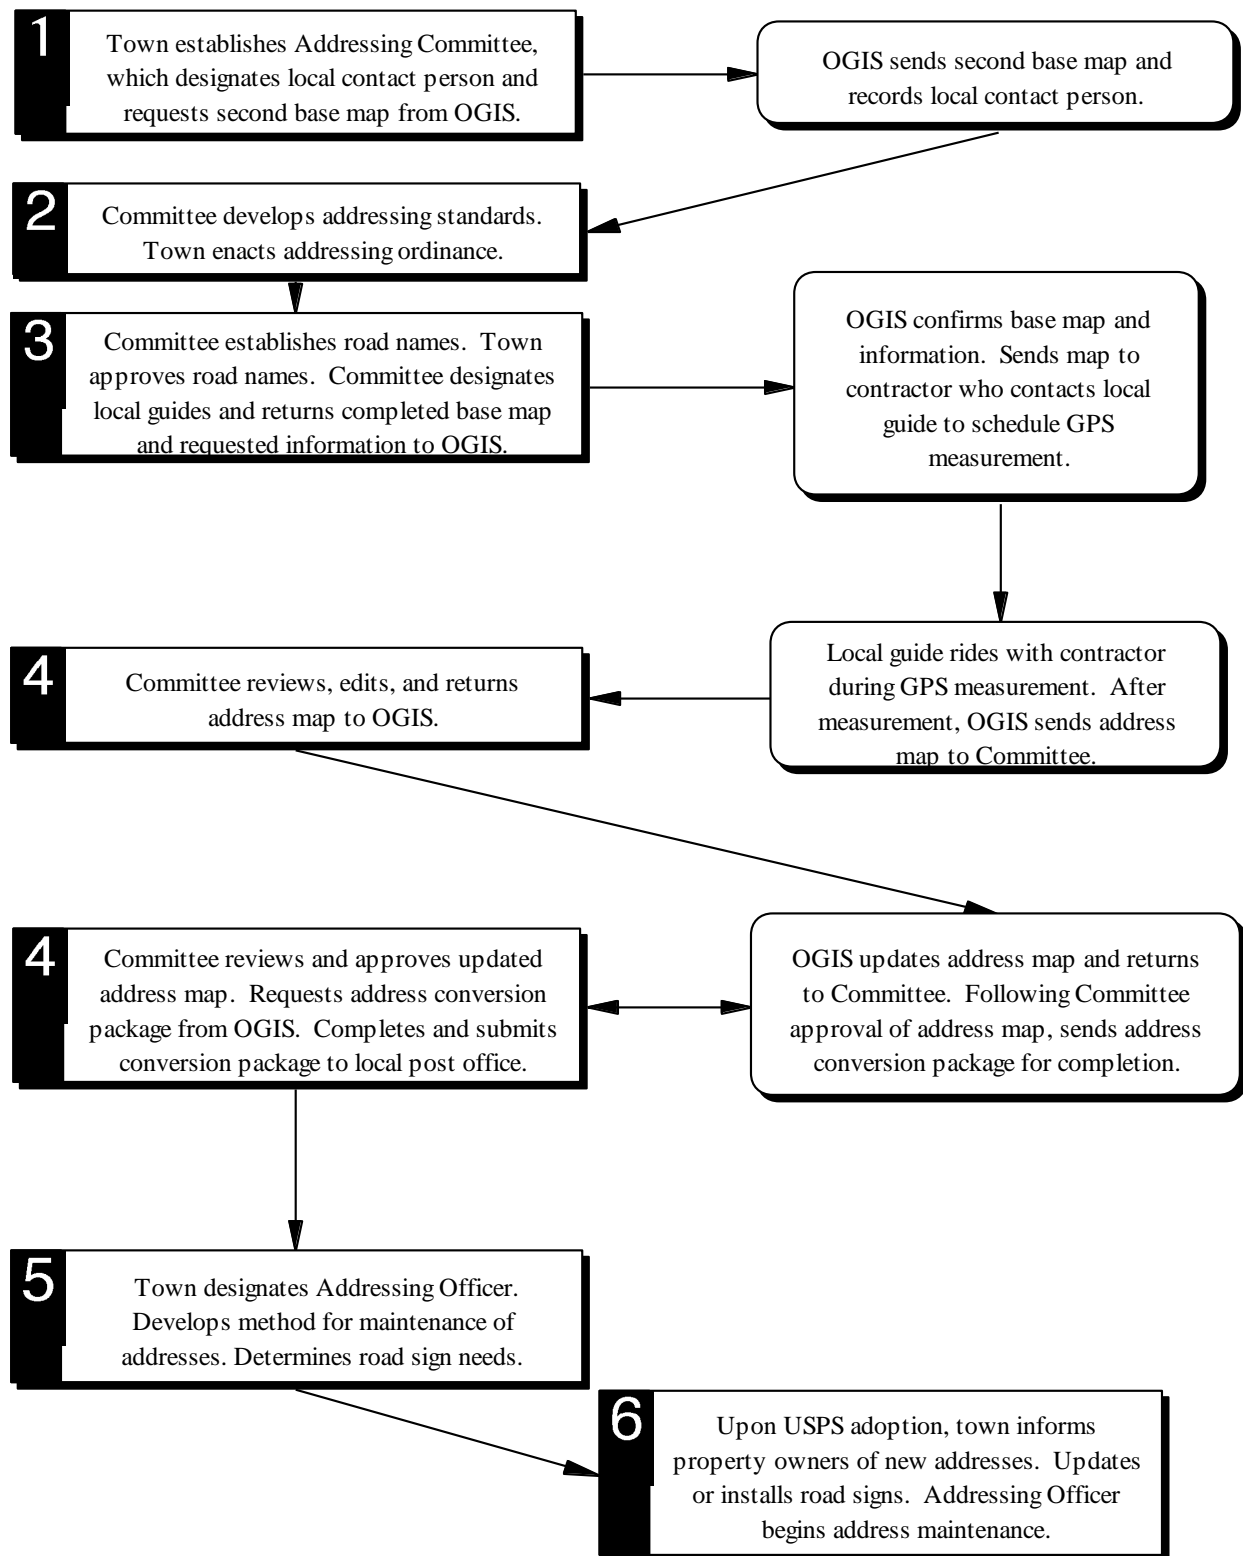 1
Town establishes Addressing Committee,
which designates local contact person and
requests second base map from OGIS.
OGIS sends second base map and
records local contact person.
2
Committee develops addressing standards.
Town enacts addressing ordinance.
3
Committee establishes road names. Town
approves road names. Committee designates
local guides and returns completed base map
and requested information to OGIS.
OGIS confirms base map and
information. Sends map to
contractor who contacts local
guide to schedule GPS
measurement.
Local guide rides with contractor
during GPS measurement. After
measurement, OGIS sends address
map to Committee.
4
Committee reviews, edits, and returns
address map to OGIS.
4
Committee reviews and approves updated
address map. Requests address conversion
package from OGIS. Completes and submits
conversion package to local post office.
OGIS updates address map and returns
to Committee. Following Committee
approval of address map, sends address
conversion package for completion.
5
Town designates Addressing Officer.
Develops method for maintenance of
addresses. Determines road sign needs.
6
Upon USPS adoption, town informs
property owners of new addresses. Updates
or installs road signs. Addressing Officer
begins address maintenance.